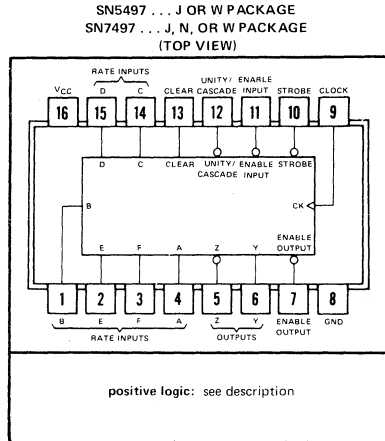 SN5497 . . . J OR W PACKAGE
SN7497 . . . J, N, OR W PACKAGE
(TOP VIEW)
RATE INPUTS
UNITY/ ENABLE
VCC D C CLEAR CASCADE INPUT STROBE CLOCK
16 15 14 13 12 11 10 9
D C CLEAR UNITY/ ENABLE STROBE
CASCADE INPUT
B CK
ENABLE
OUTPUT
E F A Z Y
1 2 3 4 5 6 7 8
B E F A Z Y ENABLE GND
OUTPUT
RATE INPUTS OUTPUTS
positive logic: see description